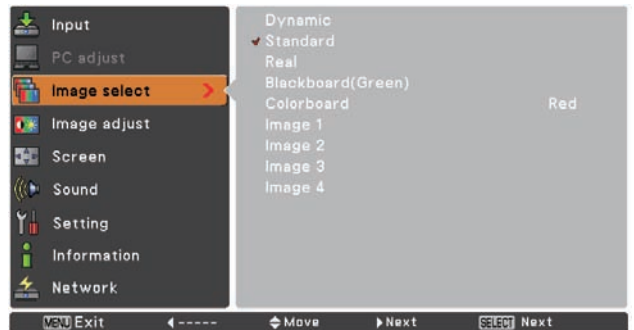 Input
PC adjust
Image select
Image adjust
Screen
Sound
Setting
Information
Network
Dynamic
Standard
Real
Blackboard(Green)
Colorboard Red
Image 1
Image 2
Image 3
Image 4
MENU Exit ----- Move Next SELECT Next